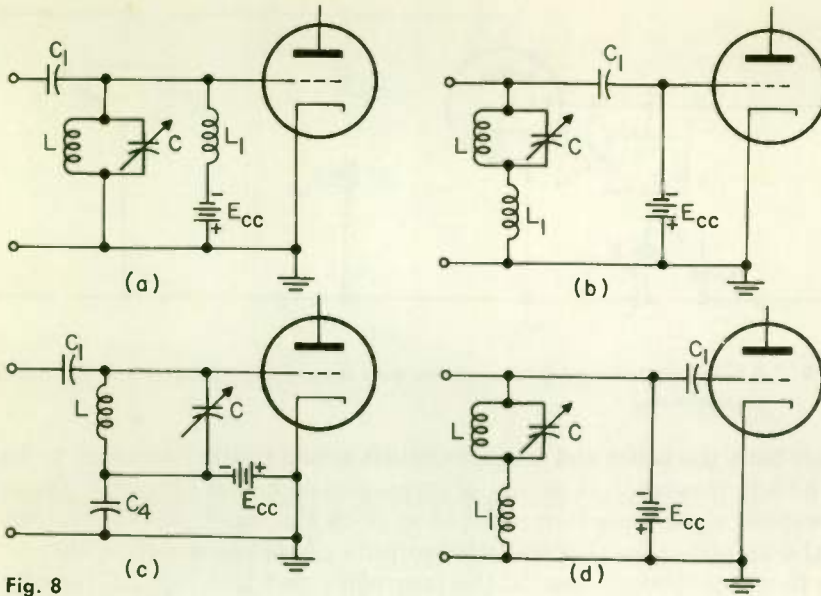 C1
L
C
L1
-
ECC
+
(a)
C1
L
C
L1
-
ECC
+
(b)
C1
L
C
- +
ECC
C4
(c)
C1
L
C
L1
-
ECC
+
(d)
Fig. 8